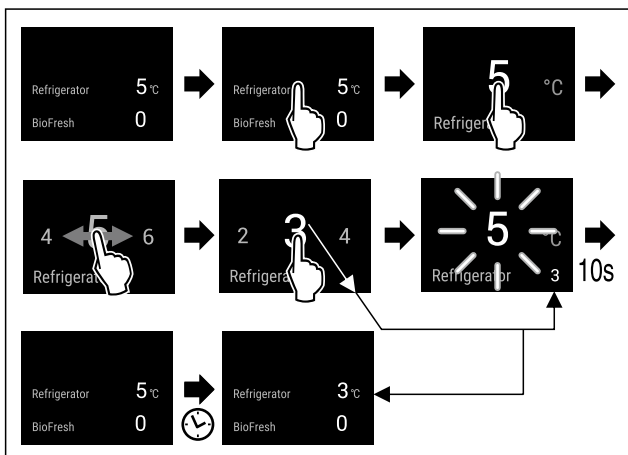 Refrigerator 5 °C
BioFresh 0
Refrigerator 5 °C
BioFresh 0
5 °C
Refriger
4 5 6
Refrigerat
2 3 4
Refrigera
5 °C
Refrigerator 3
10s
Refrigerator 5 °C
BioFresh 0
Refrigerator 3 °C
BioFresh 0